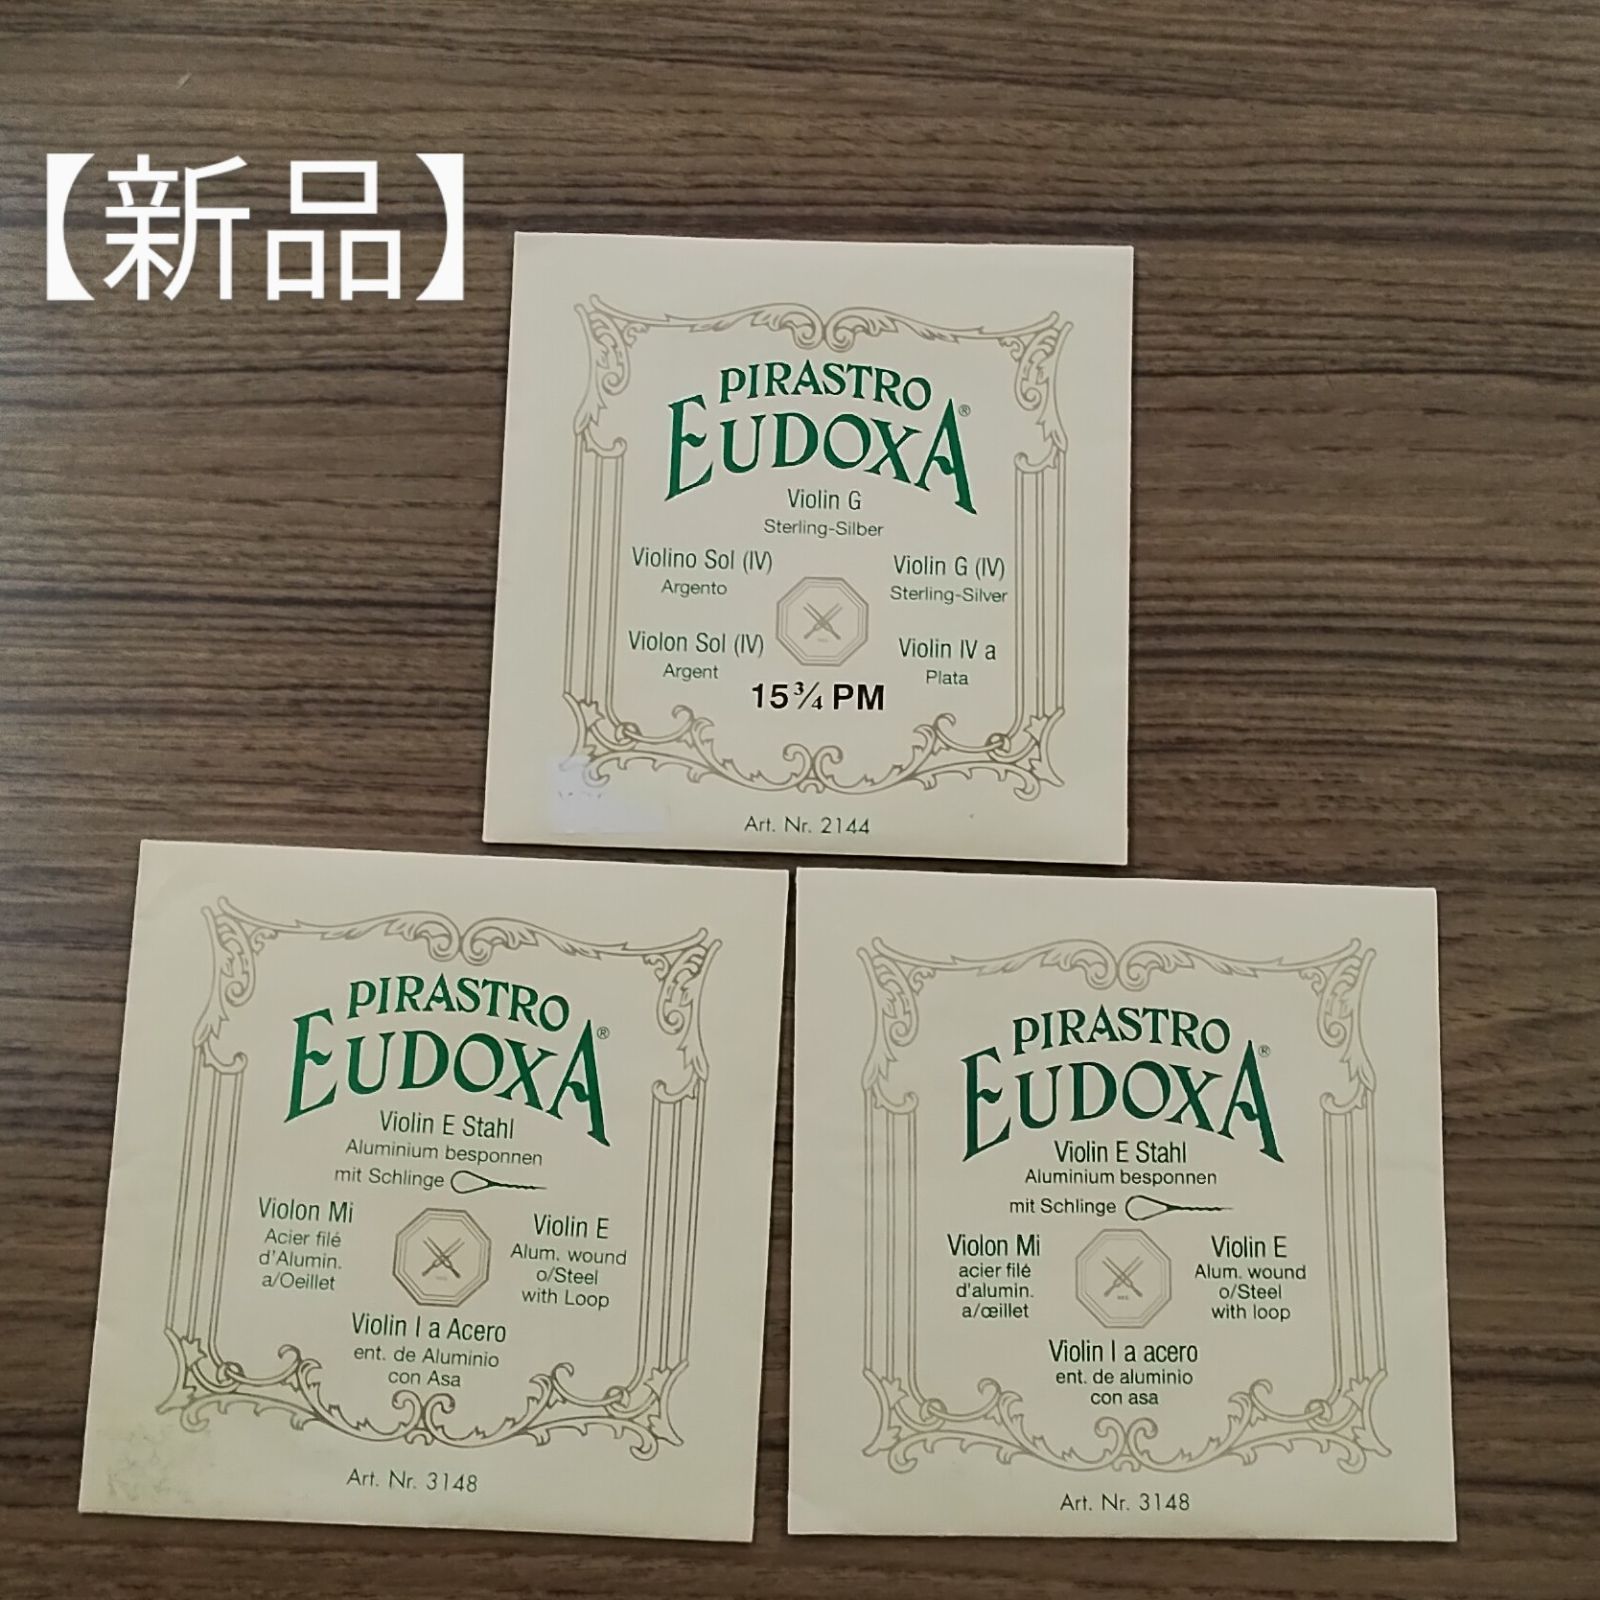 【新品】
PIRASTRO
EUDOXA®
Violin G
Sterling-Silber
Violino Sol (IV)
Argento
Violin G (IV)
Sterling-Silver
Violon Sol (IV)
Argent
Violin IV a
Plata
15 ¾ PM
Art. Nr. 2144
PIRASTRO
EUDOXA®
Violin E Stahl
Aluminium besponnen
mit Schlinge
Violon Mi
Acier filé
d'Alumin.
a/Oeillet
Violin E
Alum. wound
o/Steel
with Loop
Violin I a Acero
ent. de Aluminio
con Asa
Art. Nr. 3148
PIRASTRO
EUDOXA®
Violin E Stahl
Aluminium besponnen
mit Schlinge
Violon Mi
acier filé
d'alumin.
a/œillet
Violin E
Alum. wound
o/Steel
with loop
Violin I a acero
ent. de aluminio
con asa
Art. Nr. 3148